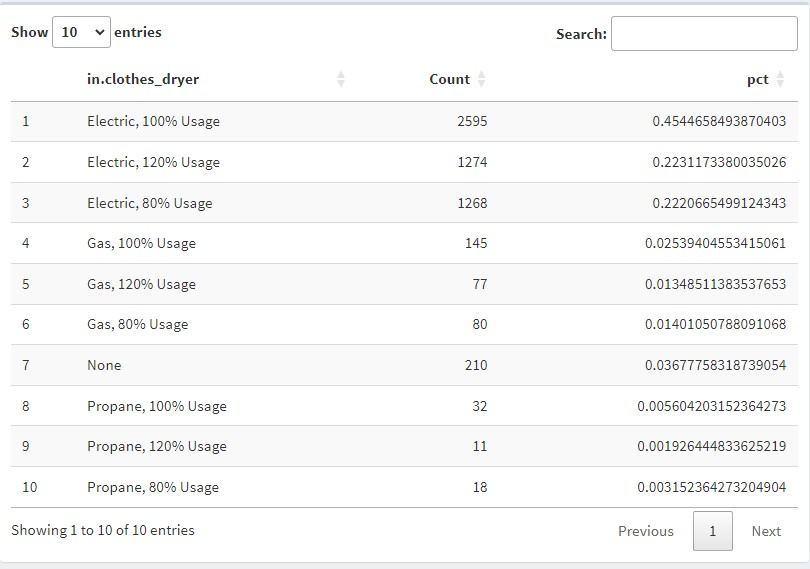 Show 10 entries Search:
in.clothes_dryer Count pct
1 Electric, 100% Usage 2595 0.4544658493870403
2 Electric, 120% Usage 1274 0.2231173380035026
3 Electric, 80% Usage 1268 0.2220665499124343
4 Gas, 100% Usage 145 0.02539404553415061
5 Gas, 120% Usage 77 0.01348511383537653
6 Gas, 80% Usage 80 0.01401050788091068
7 None 210 0.03677758318739054
8 Propane, 100% Usage 32 0.005604203152364273
9 Propane, 120% Usage 11 0.001926444833625219
10 Propane, 80% Usage 18 0.003152364273204904
Showing 1 to 10 of 10 entries Previous 1 Next